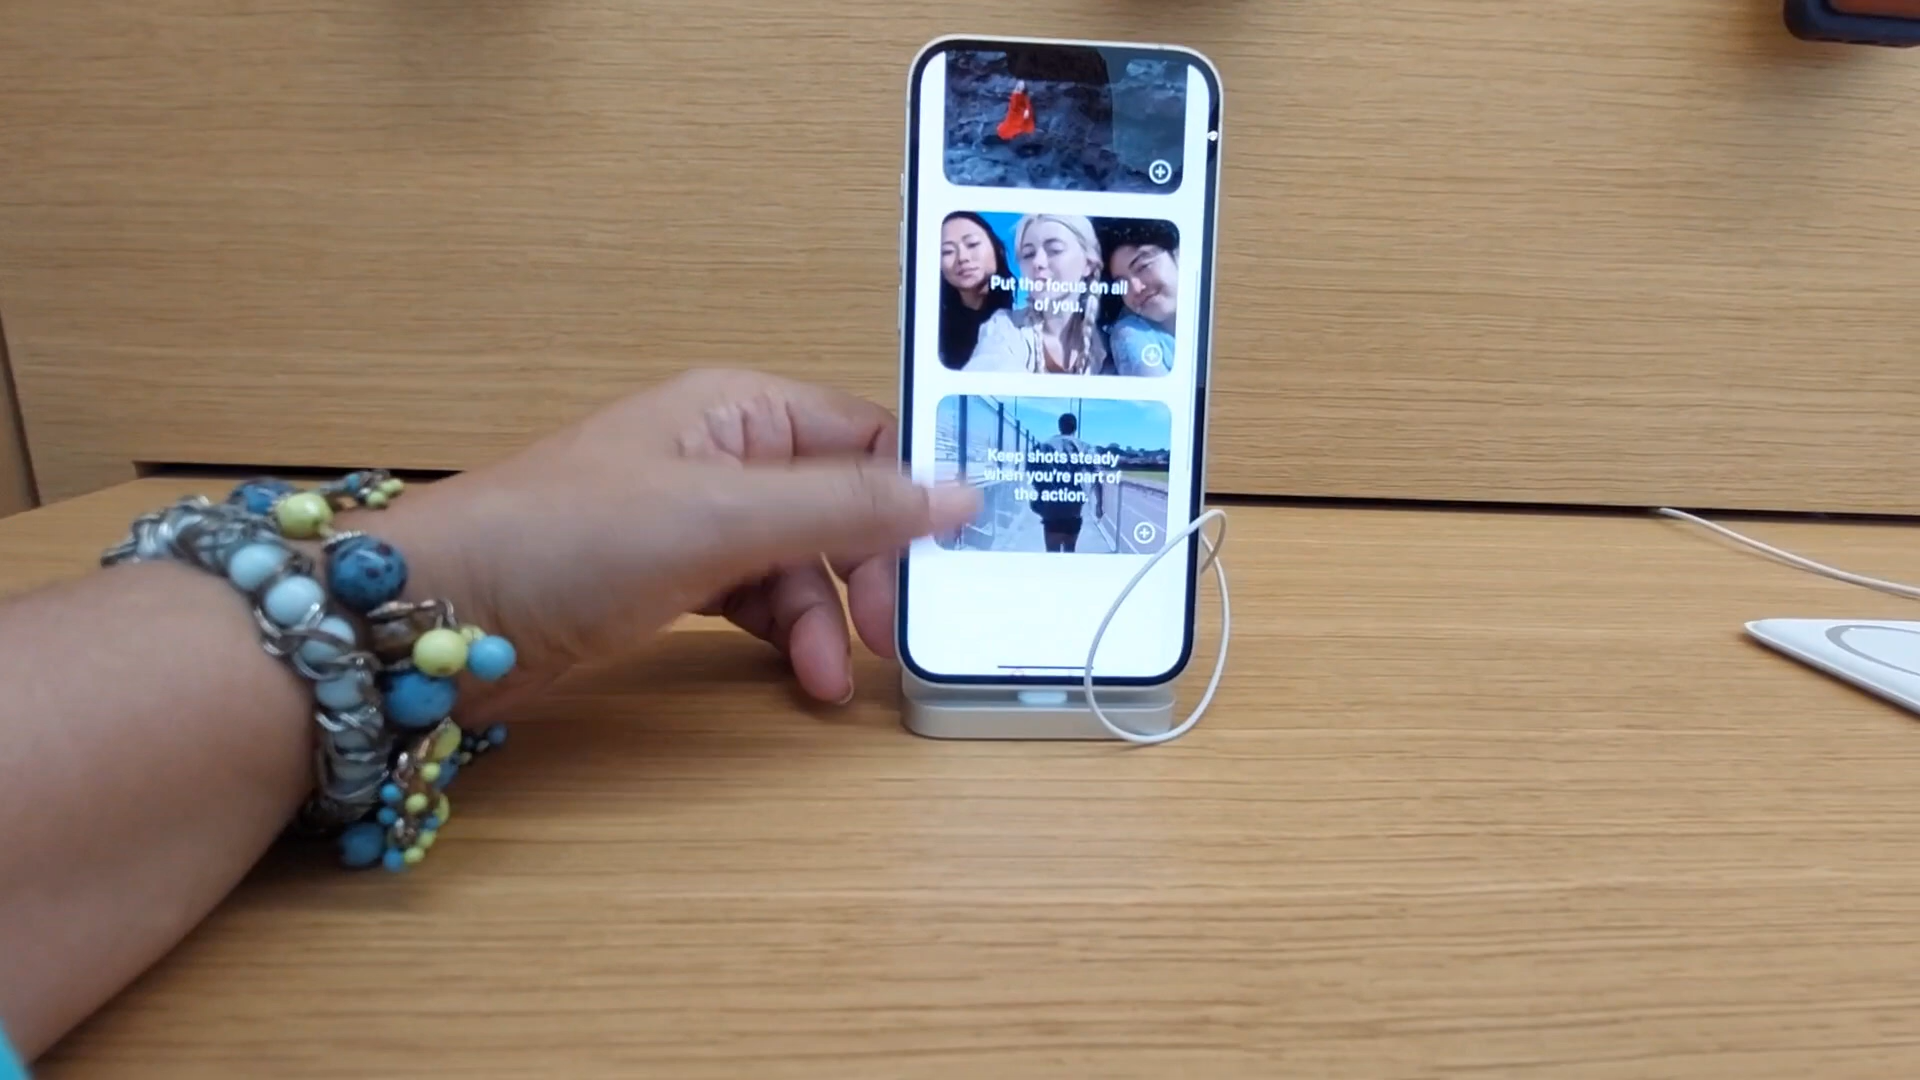 Put the focus on all
of you.
Keep shots steady
when you're part of
the action.